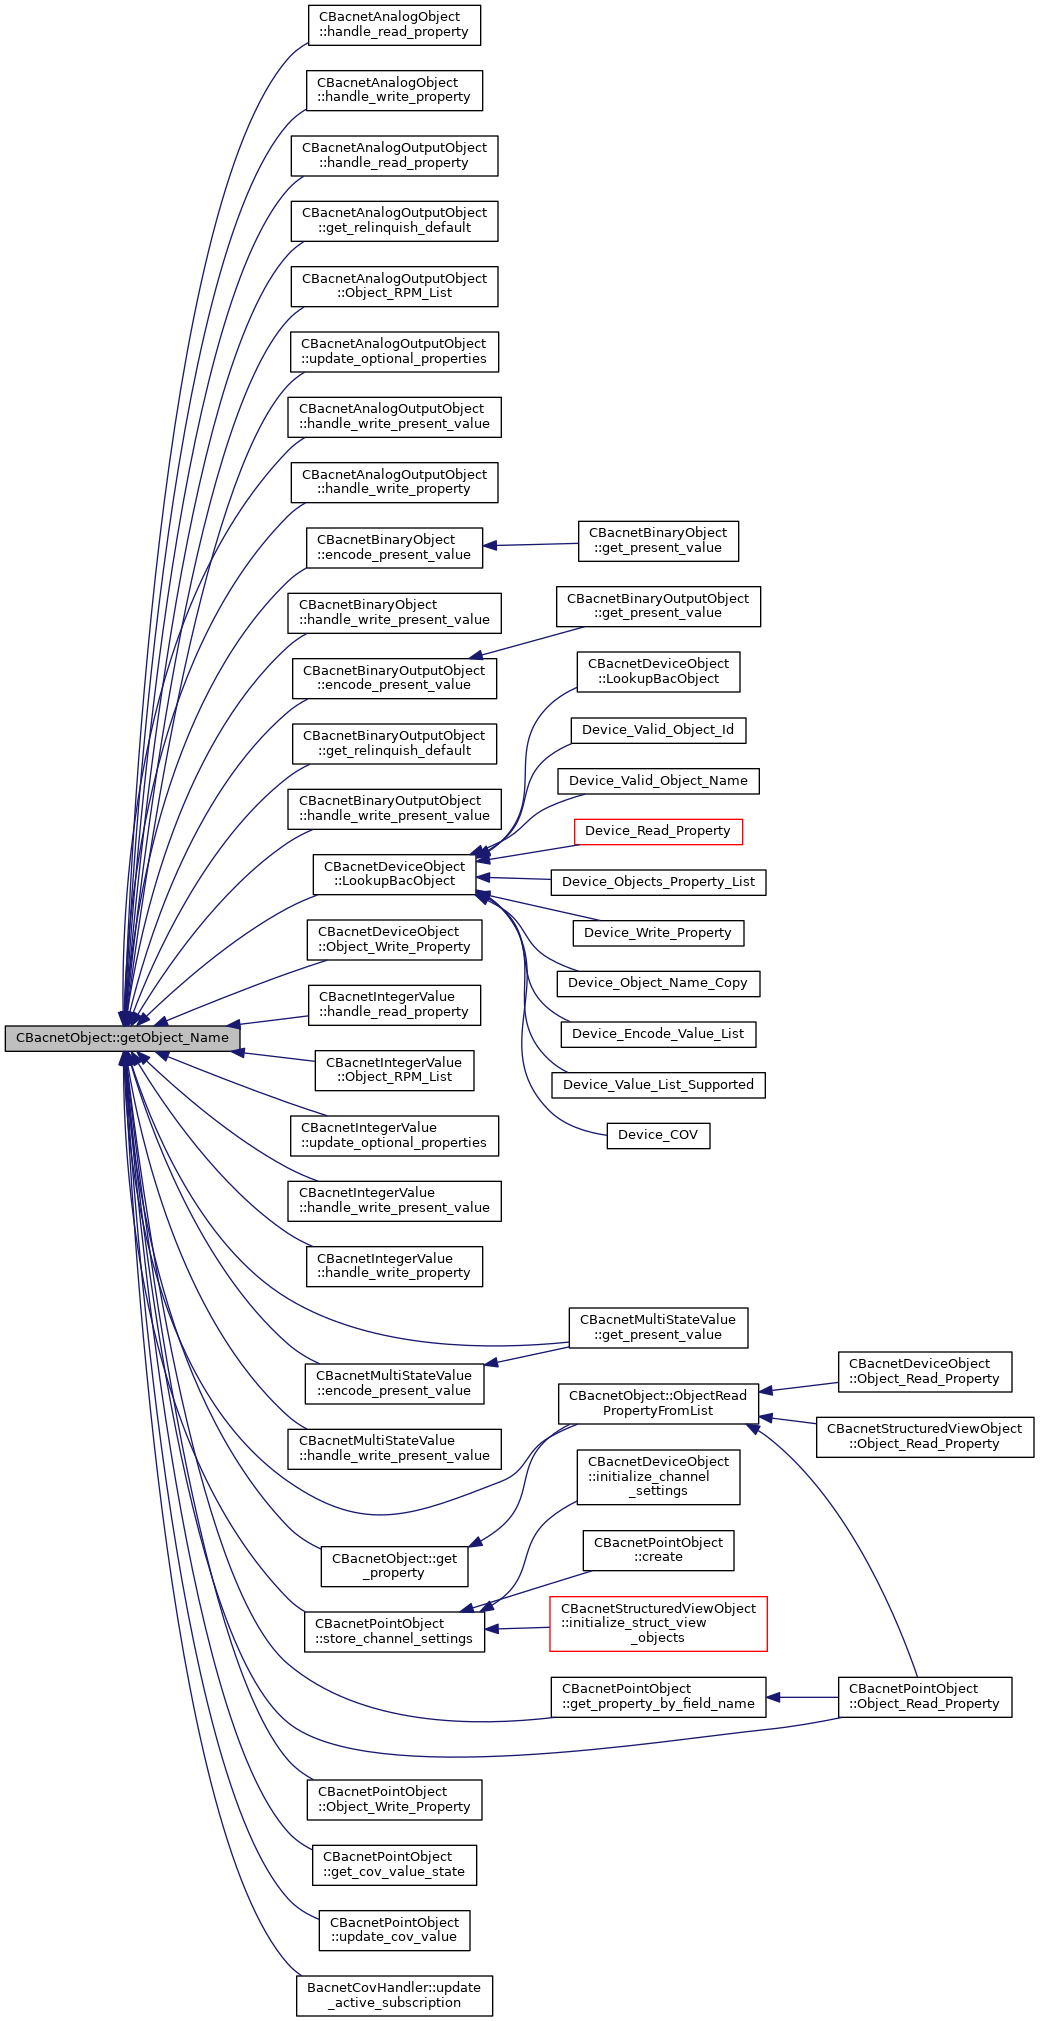 CBacnetAnalogObject
::handle_read_property
CBacnetAnalogObject
::handle_write_property
CBacnetAnalogOutputObject
::handle_read_property
CBacnetAnalogOutputObject
::get_relinquish_default
CBacnetAnalogOutputObject
::Object_RPM_List
CBacnetAnalogOutputObject
::update_optional_properties
CBacnetAnalogOutputObject
::handle_write_present_value
CBacnetAnalogOutputObject
::handle_write_property
CBacnetBinaryObject
::encode_present_value
CBacnetBinaryObject
::get_present_value
CBacnetBinaryObject
::handle_write_present_value
CBacnetBinaryOutputObject
::get_present_value
CBacnetBinaryOutputObject
::encode_present_value
CBacnetDeviceObject
::LookupBacObject
CBacnetBinaryOutputObject
::get_relinquish_default
Device_Valid_Object_Id
Device_Valid_Object_Name
CBacnetBinaryOutputObject
::handle_write_present_value
Device_Read_Property
CBacnetDeviceObject
::LookupBacObject
Device_Objects_Property_List
CBacnetDeviceObject
::Object_Write_Property
Device_Write_Property
Device_Object_Name_Copy
CBacnetIntegerValue
::handle_read_property
CBacnetObject::getObject_Name
Device_Encode_Value_List
CBacnetIntegerValue
::Object_RPM_List
Device_Value_List_Supported
CBacnetIntegerValue
::update_optional_properties
Device_COV
CBacnetIntegerValue
::handle_write_present_value
CBacnetIntegerValue
::handle_write_property
CBacnetMultiStateValue
::get_present_value
CBacnetMultiStateValue
::encode_present_value
CBacnetDeviceObject
::Object_Read_Property
CBacnetObject::ObjectRead
PropertyFromList
CBacnetStructuredViewObject
::Object_Read_Property
CBacnetMultiStateValue
::handle_write_present_value
CBacnetDeviceObject
::initialize_channel
_settings
CBacnetPointObject
::create
CBacnetObject::get
_property
CBacnetPointObject
::store_channel_settings
CBacnetStructuredViewObject
::initialize_struct_view
_objects
CBacnetPointObject
::get_property_by_field_name
CBacnetPointObject
::Object_Read_Property
CBacnetPointObject
::Object_Write_Property
CBacnetPointObject
::get_cov_value_state
CBacnetPointObject
::update_cov_value
BacnetCovHandler::update
_active_subscription